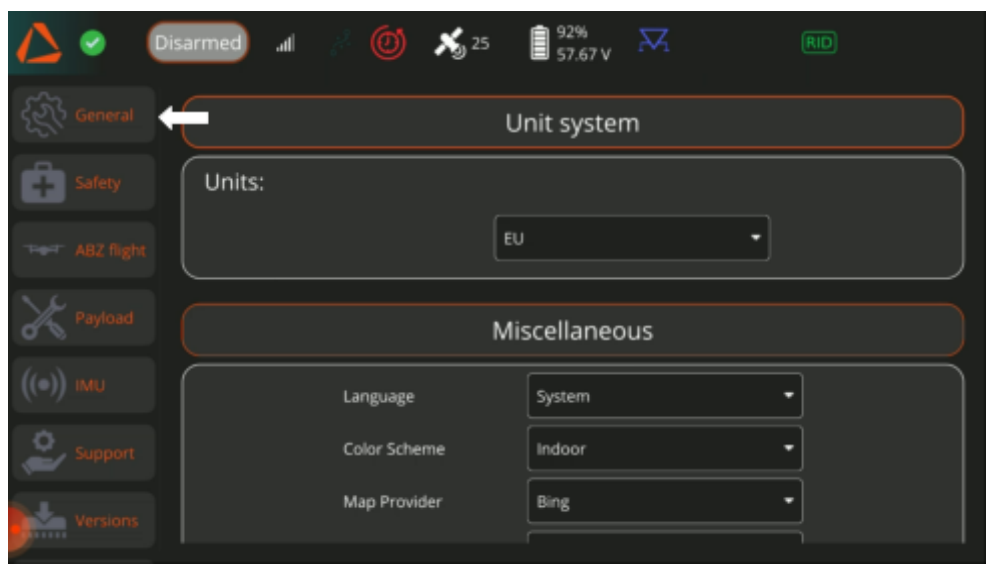 Disarmed
25
92%
57.67 V
RID
General
Unit system
Safety
Units:
ABZ flight
EU
Payload
Miscellaneous
IMU
Language
System
Support
Color Scheme
Indoor
Map Provider
Bing
Versions